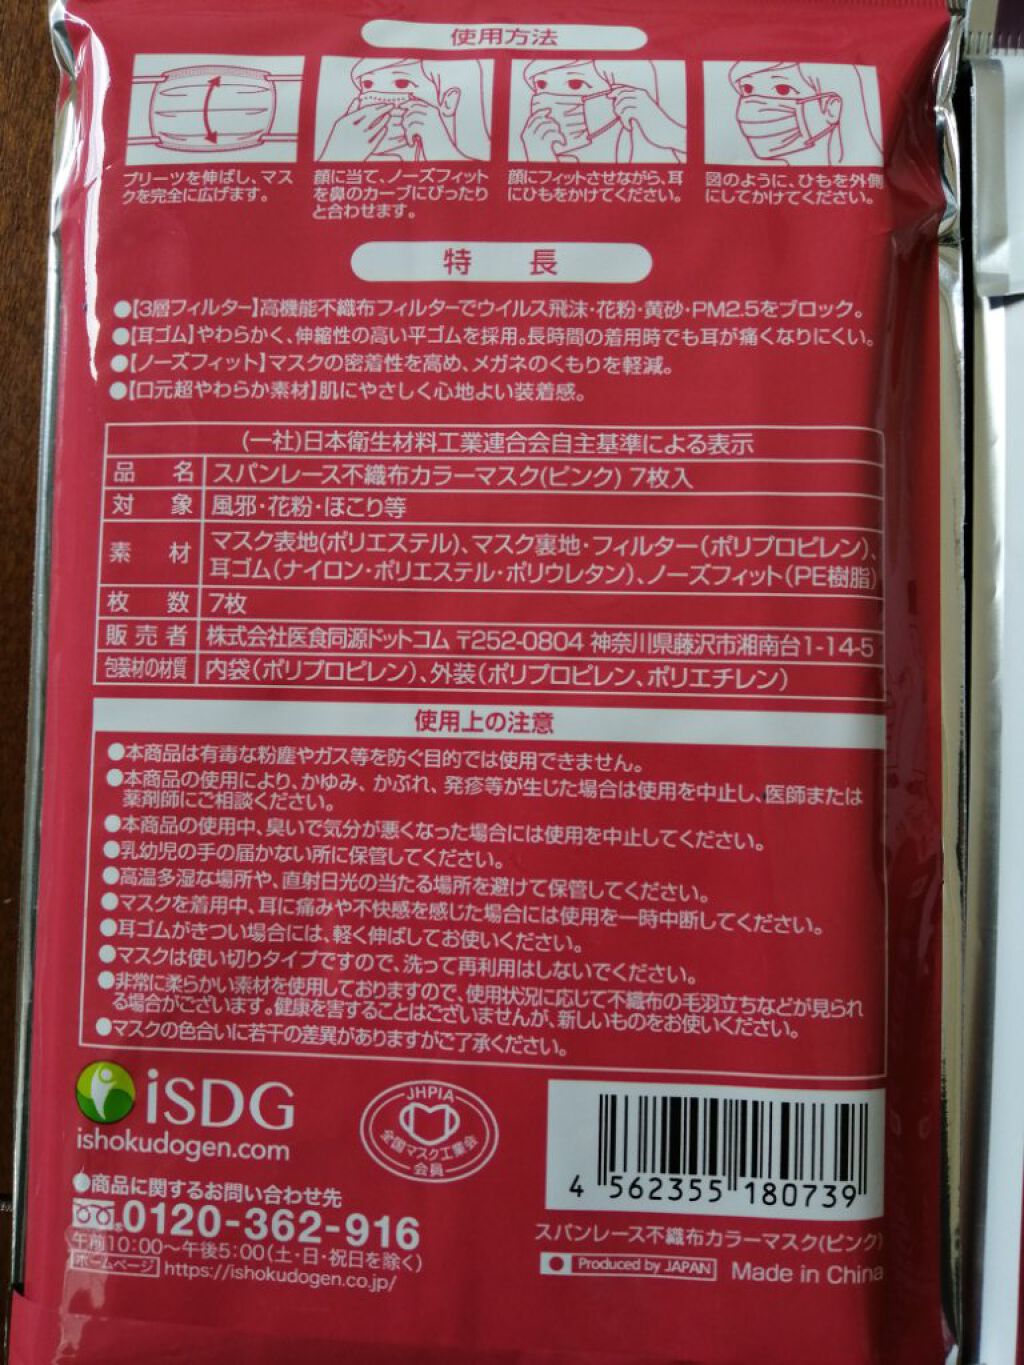 使用方法
プリーツを伸ばし、マス
クを完全に広げます。
顔に当て、ノーズフィット
を鼻のカーブにぴったり
と合わせます。
顔にフィットさせながら、耳
にひもをかけてください。
図のように、ひもを外側
にしてかけてください。
特 長
●【3層フィルター】高機能不織布フィルターでウイルス飛沫・花粉・黄砂・PM2.5をブロック。
●【耳ゴム】やわらかく、伸縮性の高い平ゴムを採用。長時間の着用時でも耳が痛くなりにくい。
●【ノーズフィット】マスクの密着性を高め、メガネのくもりを軽減。
●【口元超やわらか素材】肌にやさしく心地よい装着感。
(一社)日本衛生材料工業連合会自主基準による表示
品 名 スパンレース不織布カラーマスク(ピンク) 7枚入
対 象 風邪・花粉・ほこり等
素 材 マスク表地(ポリエステル)、マスク裏地・フィルター(ポリプロピレン)、
耳ゴム(ナイロン・ポリエステル・ポリウレタン)、ノーズフィット(PE樹脂)
枚 数 7枚
販売者 株式会社医食同源ドットコム 〒252-0804 神奈川県藤沢市湘南台1-14-5
包装材の材質 内袋(ポリプロピレン)、外装(ポリプロピレン、ポリエチレン)
使用上の注意
●本商品は有毒な粉塵やガス等を防ぐ目的では使用できません。
●本商品の使用により、かゆみ、かぶれ、発疹等が生じた場合は使用を中止し、医師または
薬剤師にご相談ください。
●本商品の使用中、臭いで気分が悪くなった場合には使用を中止してください。
●乳幼児の手の届かない所に保管してください。
●高温多湿な場所や、直射日光の当たる場所を避けて保管してください。
●マスクを着用中、耳に痛みや不快感を感じた場合には使用を一時中断してください。
●耳ゴムがきつい場合には、軽く伸ばしてお使いください。
●マスクは使い切りタイプですので、洗って再利用はしないでください。
●非常に柔らかい素材を使用しておりますので、使用状況に応じて不織布の毛羽立ちなどが見られ
る場合がございます。健康を害することはございませんが、新しいものをお使いください。
●マスクの色合いに若干の差異がありますがご了承ください。
iSDG
ishokudogen.com
JHPIA
全国マスク工業会
会員
4 562355 180739
スパンレース不織布カラーマスク(ピンク)
Produced by JAPAN Made in China
●商品に関するお問い合わせ先
0120-362-916
午前10:00〜午後5:00(土・日・祝日を除く)
ホームページ https://ishokudogen.co.jp/